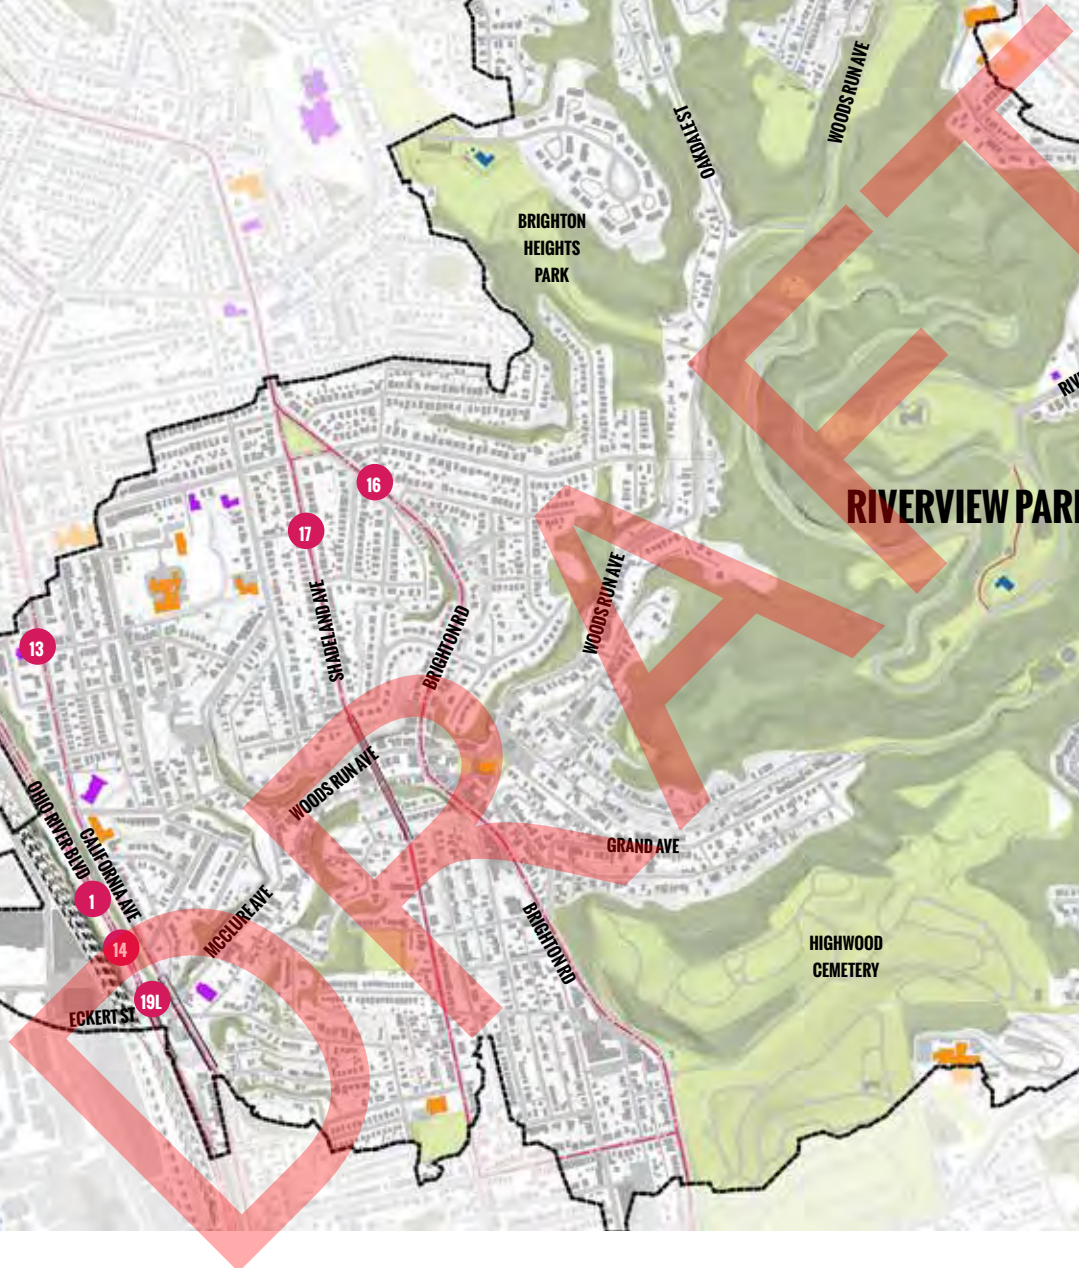 WOODS RUN AVE
OAKDALE ST
BRIGHTON
HEIGHTS
PARK
16
17
RIVERVIEW PAR
SHADELAND AVE
BRIGHTON RD
WOODS RUN AVE
13
WOODS RUN AVE
OHIO RIVER BLVD
CALIFORNIA AVE
GRAND AVE
1
MCCLURE AVE
BRIGHTON RD
HIGHWOOD
CEMETERY
14
19L
ECKERT ST.
DRAFT